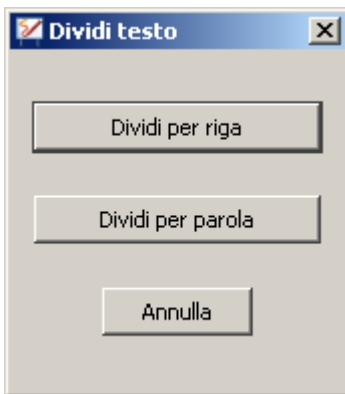 Dividi testo
Dividi per riga
Dividi per parola
Annulla